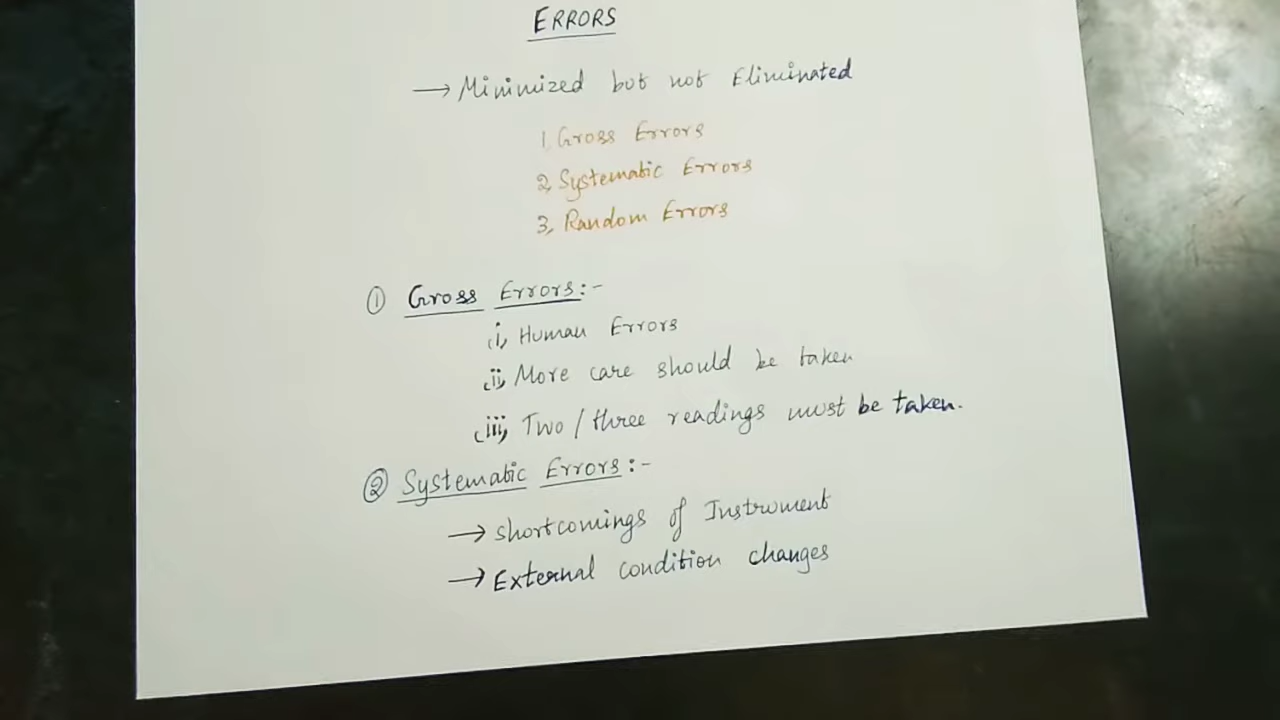 ERRORS
→ Minimized but not Eliminated
1, Gross Errors
2, Systematic Errors
3, Random Errors
① Gross Errors:-
(i, Human Errors
(ii, More care should be taken
(iii, Two / three readings must be taken.
② Systematic Errors:-
→ shortcomings of Instrument
→ External condition changes